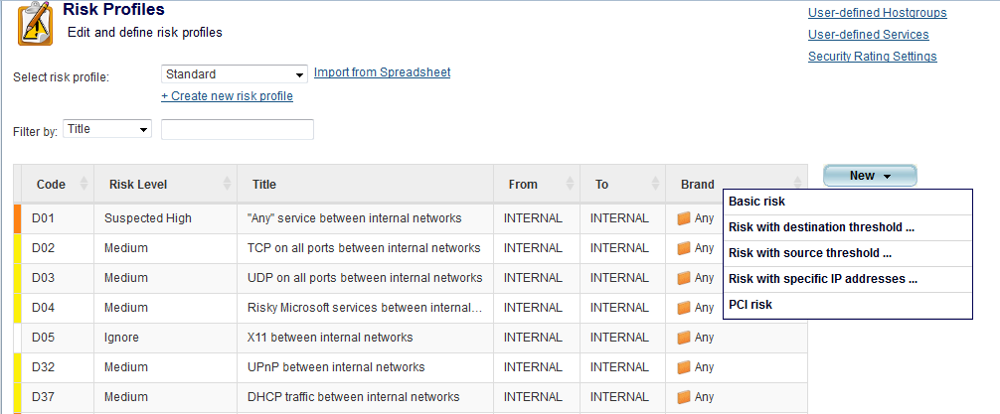 Risk Profiles
Edit and define risk profiles
User-defined Hostgroups
User-defined Services
Security Rating Settings
Select risk profile: Standard Import from Spreadsheet
+ Create new risk profile
Filter by: Title
New
Code Risk Level Title From To Brand
Basic risk
Risk with destination threshold ...
Risk with source threshold ...
Risk with specific IP addresses ...
PCI risk
D01 Suspected High "Any" service between internal networks INTERNAL INTERNAL Any
D02 Medium TCP on all ports between internal networks INTERNAL INTERNAL Any
D03 Medium UDP on all ports between internal networks INTERNAL INTERNAL Any
D04 Medium Risky Microsoft services between internal... INTERNAL INTERNAL Any
D05 Ignore X11 between internal networks INTERNAL INTERNAL Any
D32 Medium UPnP between internal networks INTERNAL INTERNAL Any
D37 Medium DHCP traffic between internal networks INTERNAL INTERNAL Any